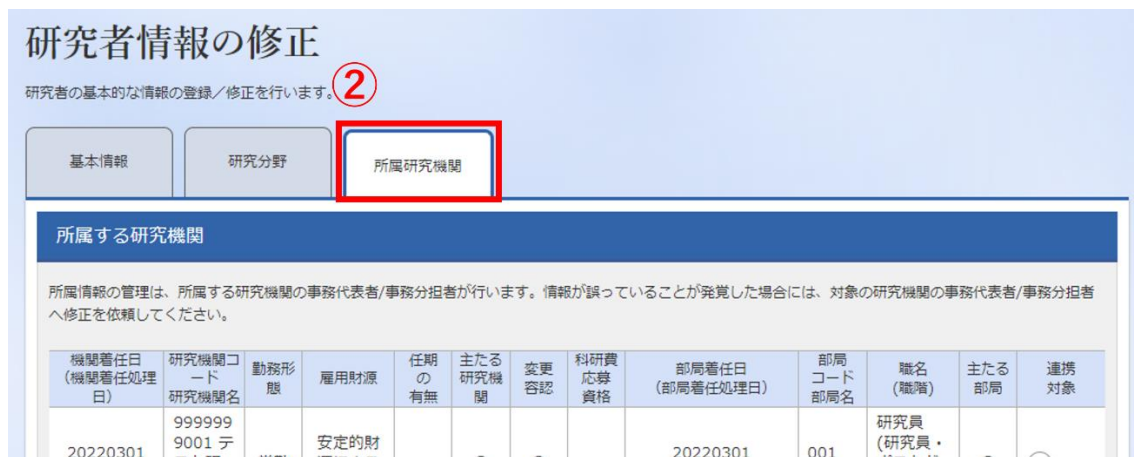 研究者情報の修正
研究者の基本的な情報の登録／修正を行います。
②
基本情報
研究分野
所属研究機関
所属する研究機関
所属情報の管理は、所属する研究機関の事務代表者/事務分担者が行います。情報が誤っていることが発覚した場合には、対象の研究機関の事務代表者/事務分担者
へ修正を依頼してください。
機関着任日
（機関着任処理
日）
研究機関コ
ード
研究機関名
勤務形
態
雇用財源
任期
の
有無
主たる
研究機
関
変更
容認
科研費
応募
資格
部局着任日
（部局着任処理日）
部局
コード
部局名
職名
（職階）
主たる
部局
連携
対象
20220301
999999
9001 テ
安定的財
20220301
001
研究員
(研究員・